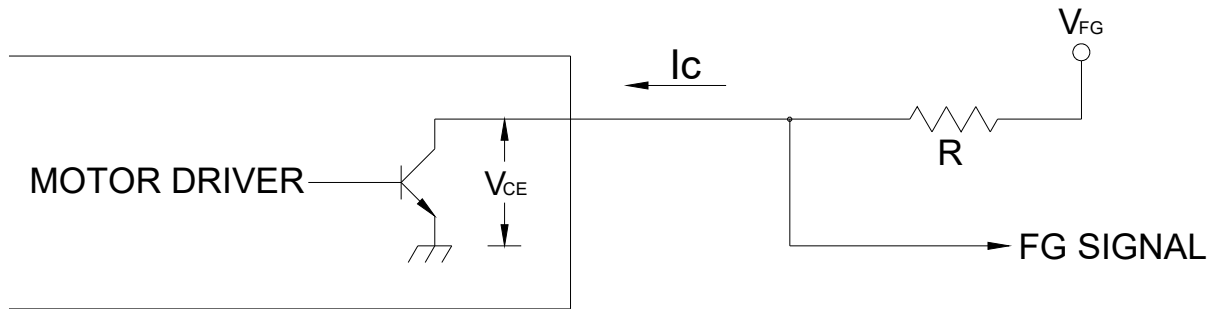 VFG
Ic
R
MOTOR DRIVER
VCE
FG SIGNAL